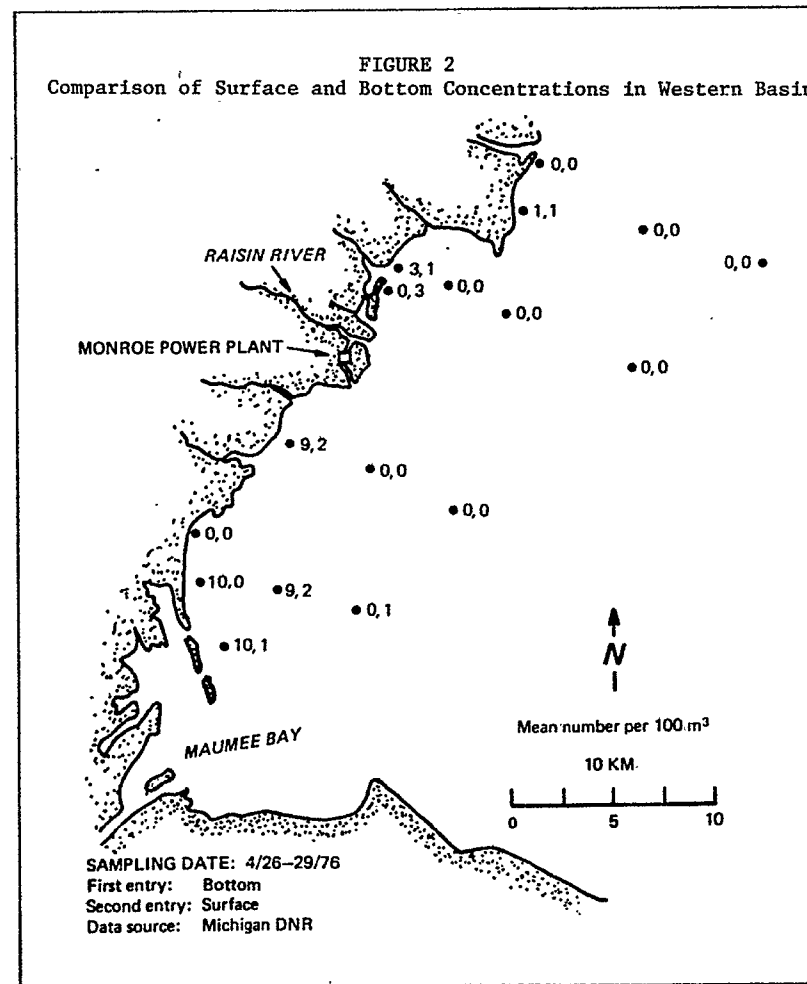 FIGURE 2
Comparison of Surface and Bottom Concentrations in Western Basin
0,0
1,1
0,0
0,0
RAISIN RIVER
3,1
0,3
0,0
0,0
MONROE POWER PLANT
0,0
9,2
0,0
0,0
0,0
10,0
9,2
0,1
10,1
N
MAUMEE BAY
Mean number per 100 m³
10 KM
0 5 10
SAMPLING DATE: 4/26–29/76
First entry: Bottom
Second entry: Surface
Data source: Michigan DNR